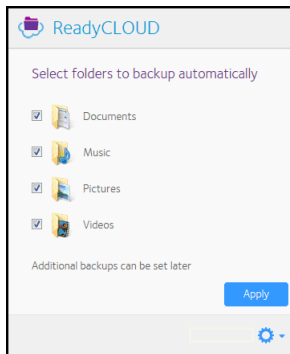 ReadyCLOUD
Select folders to backup automatically
Documents
Music
Pictures
Videos
Additional backups can be set later
Apply